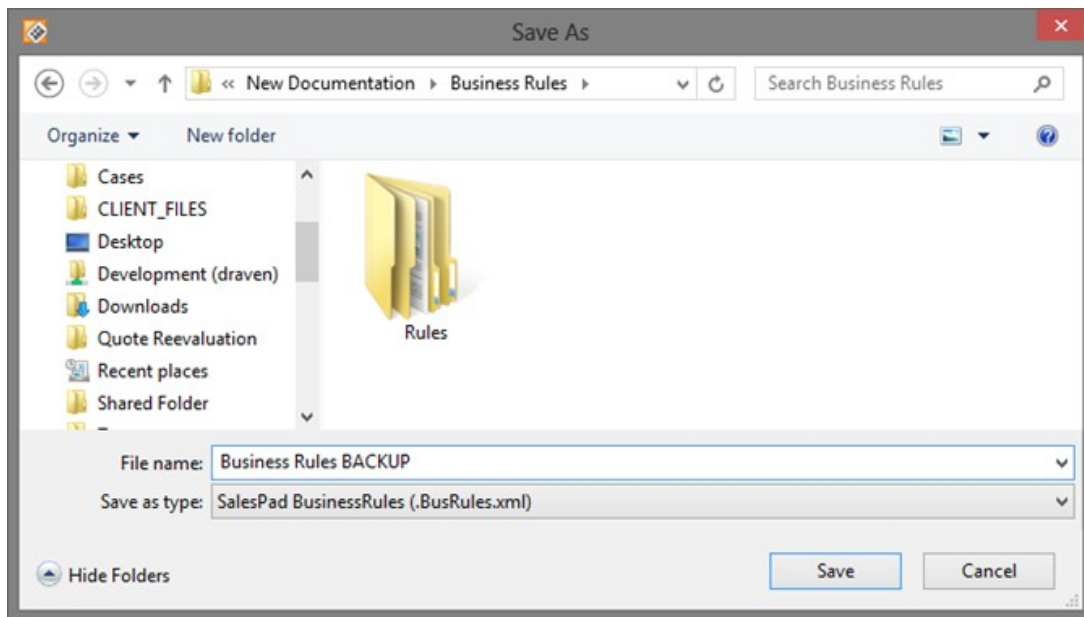 Save As
« New Documentation Business Rules
Search Business Rules
Organize New folder
Cases
CLIENT_FILES
Desktop
Development (draven)
Downloads
Quote Reevaluation
Recent places
Shared Folder
Rules
File name: Business Rules BACKUP
Save as type: SalesPad BusinessRules (.BusRules.xml)
Hide Folders
Save
Cancel